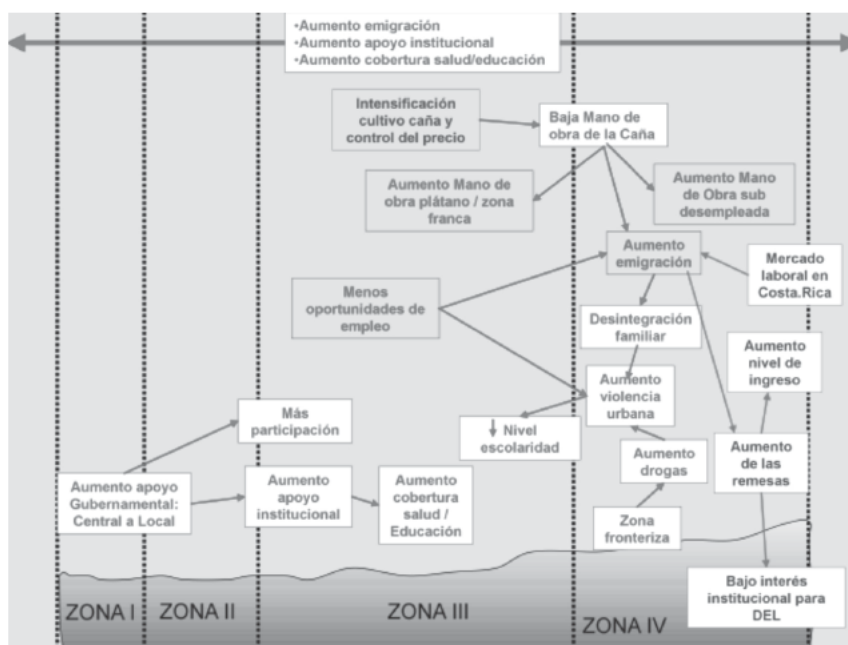 •Aumento emigración
•Aumento apoyo institucional
•Aumento cobertura salud/educación
Intensificación
cultivo caña y
control del precio
Baja Mano de
obra de la Caña
Aumento Mano de
obra plátano / zona
franca
Aumento Mano
de Obra sub
desempleada
Aumento
emigración
Mercado
laboral en
Costa.Rica
Menos
oportunidades de
empleo
Desintegración
familiar
Aumento
nivel de
ingreso
Aumento
violencia
urbana
Más
participación
Nivel
escolaridad
Aumento
drogas
Aumento
de las
remesas
Aumento apoyo
Gubernamental:
Central a Local
Aumento
apoyo
institucional
Aumento
cobertura
salud /
Educación
Zona
fronteriza
Bajo interés
institucional para
DEL
ZONA I
ZONA II
ZONA III
ZONA IV